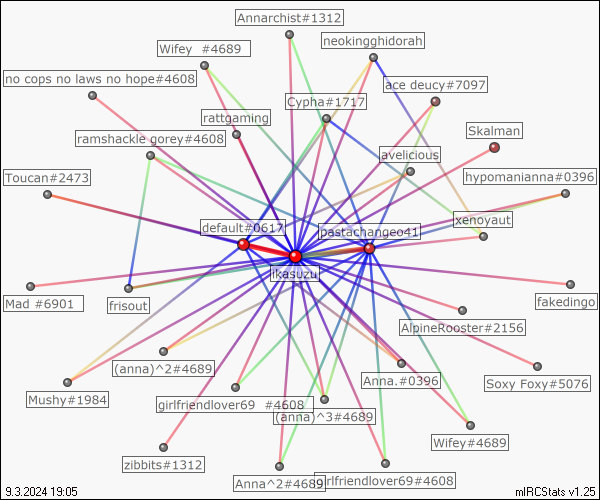 Annarchist#1312
neokingghidorah
Wifey  #4689
no cops no laws no hope#4608
ace deucy#7097
Cypha#1717
rattgaming
ramshackle gorey#4608
Skalman
avelicious
Toucan#2473
hypomanianna#0396
xenoyaut
default#0617
pastachangeo41
ikasuzu
Mad #6901
frisout
fakedingo
AlpineRooster#2156
(anna)^2#4689
Anna.#0396
Soxy Foxy#5076
Mushy#1984
girlfriendlover69  #4608
(anna)^3#4689
Wifey#4689
zibbits#1312
Anna^2#4689
girlfriendlover69#4608
9.3.2024 19:05
mIRCStats v1.25